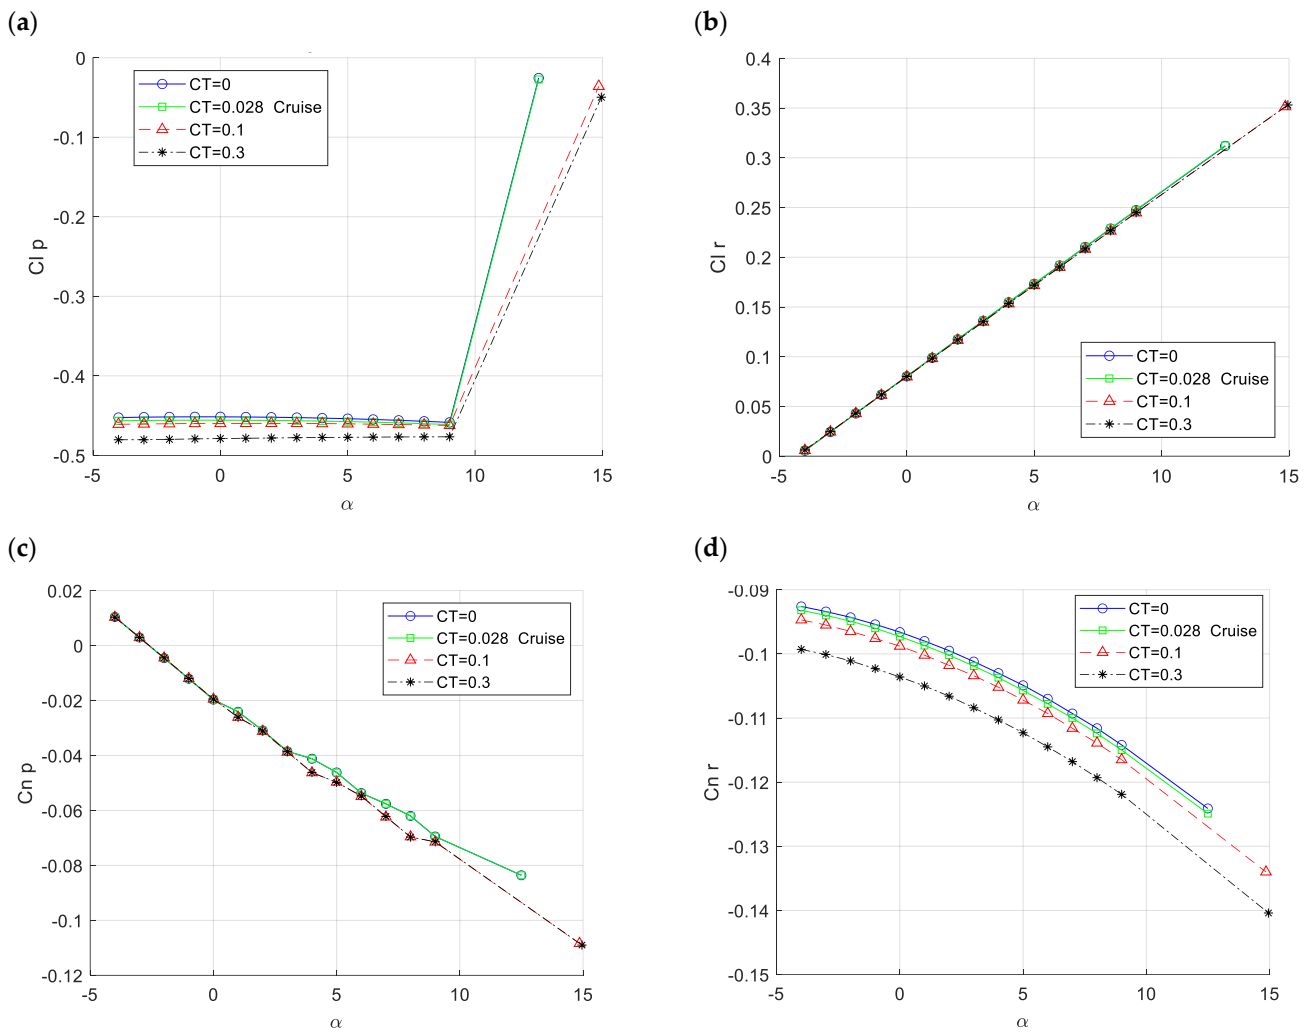 (a)
0
-0.1
-0.2
-0.3
-0.4
-0.5
-5
0
5
10
15
Cl p
α
CT=0
CT=0.028 Cruise
CT=0.1
CT=0.3
(b)
0.4
0.35
0.3
0.25
0.2
0.15
0.1
0.05
0
-5
0
5
10
15
Cl r
α
CT=0
CT=0.028 Cruise
CT=0.1
CT=0.3
(c)
0.02
0
-0.02
-0.04
-0.06
-0.08
-0.1
-0.12
-5
0
5
10
15
Cn p
α
CT=0
CT=0.028 Cruise
CT=0.1
CT=0.3
(d)
-0.09
-0.1
-0.11
-0.12
-0.13
-0.14
-0.15
-5
0
5
10
15
Cn r
α
CT=0
CT=0.028 Cruise
CT=0.1
CT=0.3